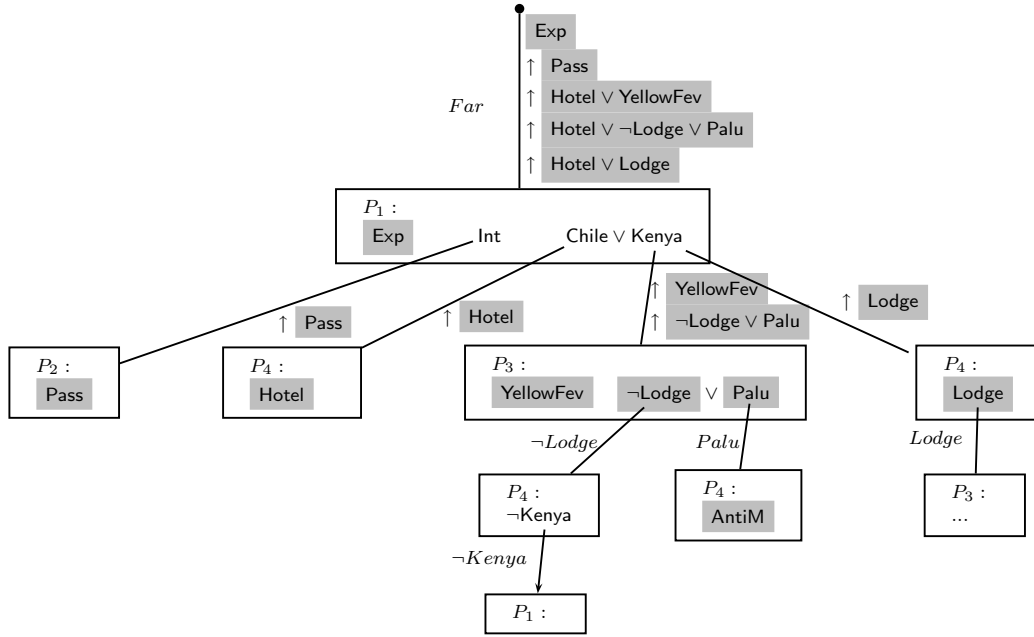 Exp
↑ Pass
↑ Hotel ∨ YellowFev
Far
↑ Hotel ∨ ¬Lodge ∨ Palu
↑ Hotel ∨ Lodge
P₁ :
Exp Int Chile ∨ Kenya
↑ Pass
↑ Hotel
↑ YellowFev
↑ ¬Lodge ∨ Palu
↑ Lodge
P₂ :
Pass
P₄ :
Hotel
P₃ :
YellowFev ¬Lodge ∨ Palu
P₄ :
Lodge
¬Lodge
Palu
Lodge
P₄ :
¬Kenya
P₄ :
AntiM
P₃ :
...
¬Kenya
P₁ :